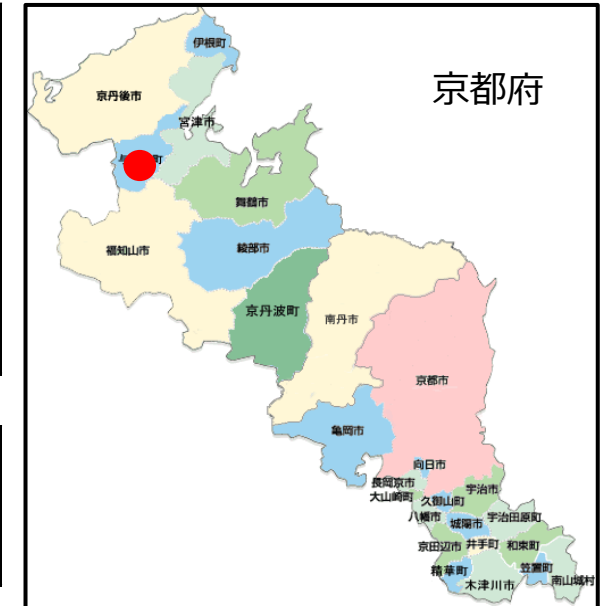 京都府
伊根町
京丹後市
宮津市
町
舞鶴市
福知山市
綾部市
京丹波町
南丹市
京都市
亀岡市
向日市
長岡京市
大山崎町
宇治市
久御山町
八幡市
城陽市
宇治田原町
京田辺市
井手町
和束町
精華町
笠置町
木津川市
南山城村